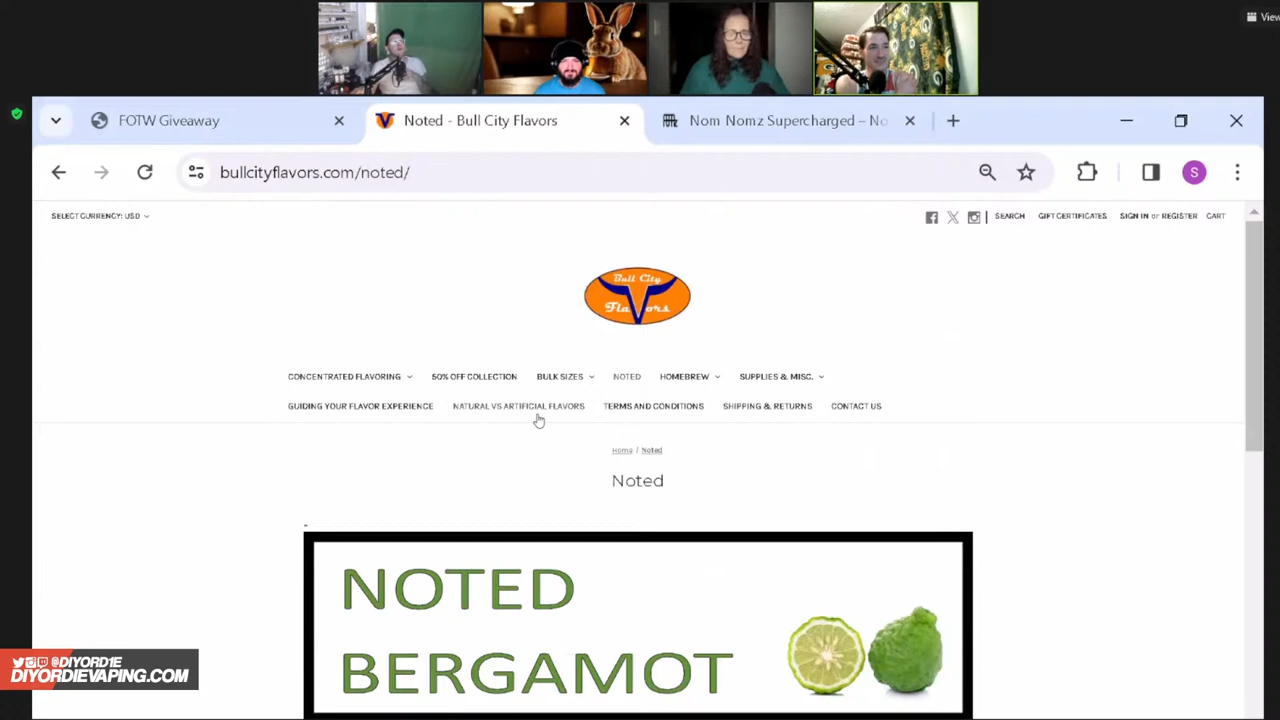 View
FOTW Giveaway
Noted - Bull City Flavors
Nom Nomz Supercharged – No
bullcityflavors.com/noted/
S
SELECT CURRENCY: USD
SEARCH GIFT CERTIFICATES SIGN IN or REGISTER CART
Bull City
Flavors
CONCENTRATED FLAVORING 50% OFF COLLECTION BULK SIZES NOTED HOMEBREW SUPPLIES & MISC.
GUIDING YOUR FLAVOR EXPERIENCE NATURAL VS ARTIFICIAL FLAVORS TERMS AND CONDITIONS SHIPPING & RETURNS CONTACT US
Home / Noted
Noted
NOTED
BERGAMOT
@DIYORD1E
DIYORDIEVAPING.COM